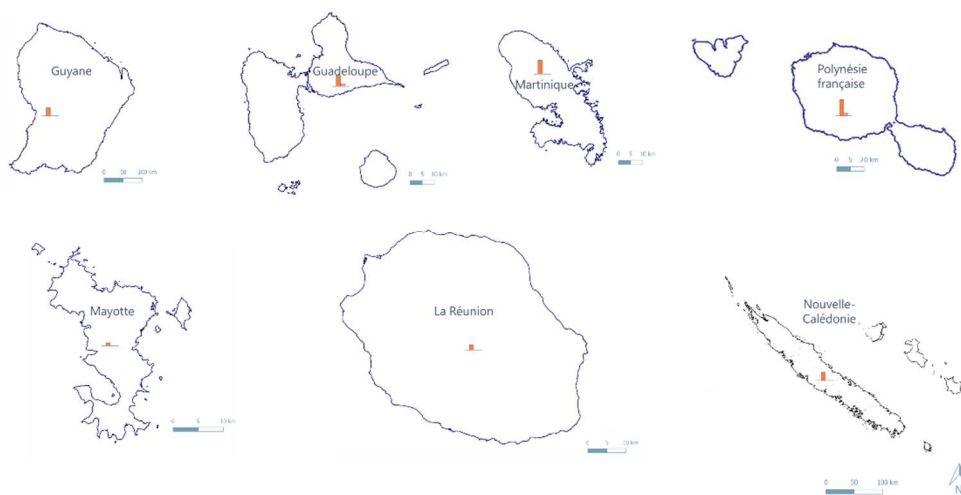 Guyane
0 50 100 km
Guadeloupe
0 5 10 km
Martinique
0 5 10 km
Polynésie
française
0 5 20 km
Mayotte
0 5 10 km
La Réunion
0 5 10 km
Nouvelle-
Calédonie
0 50 100 km
N